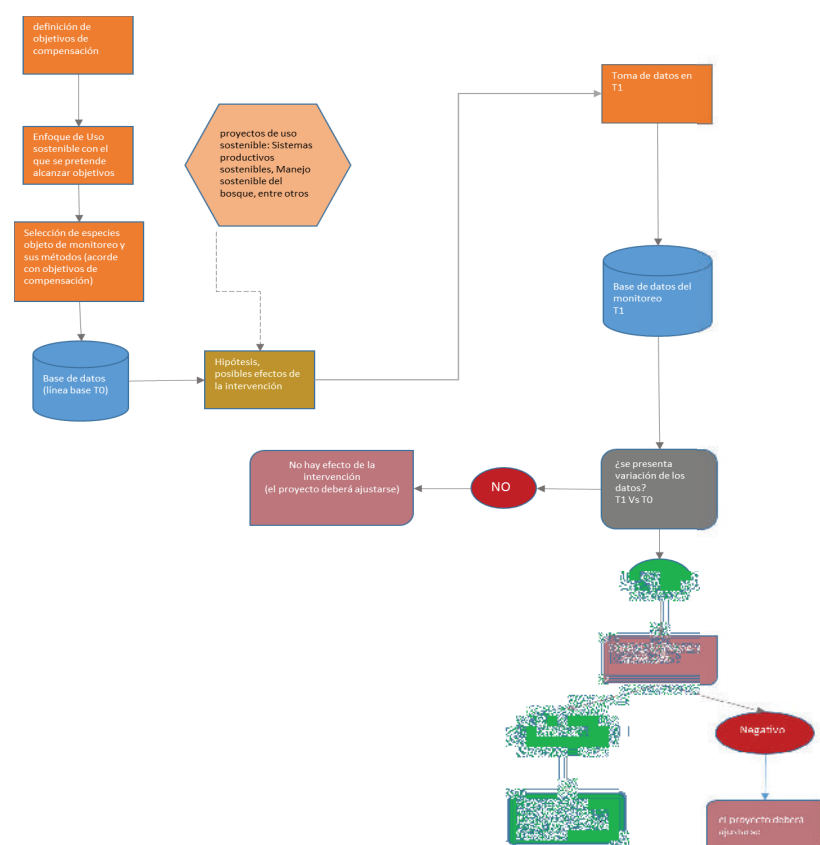 definición de
objetivos de
compensación
Enfoque de Uso
sostenible con el
que se pretende
alcanzar objetivos
Selección de especies
objeto de monitoreo y
sus métodos (acorde
con objetivos de
compensación)
Base de datos
(línea base T0)
proyectos de uso
sostenible: Sistemas
productivos
sostenibles, Manejo
sostenible del
bosque, entre otros
Hipótesis,
posibles efectos de
la intervención
Toma de datos en
T1
Base de datos del
monitoreo
T1
¿se presenta
variación de los
datos?
T1 Vs T0
NO
No hay efecto de la
intervención
(el proyecto deberá ajustarse)
Negativo
el proyecto deberá
ajustarse